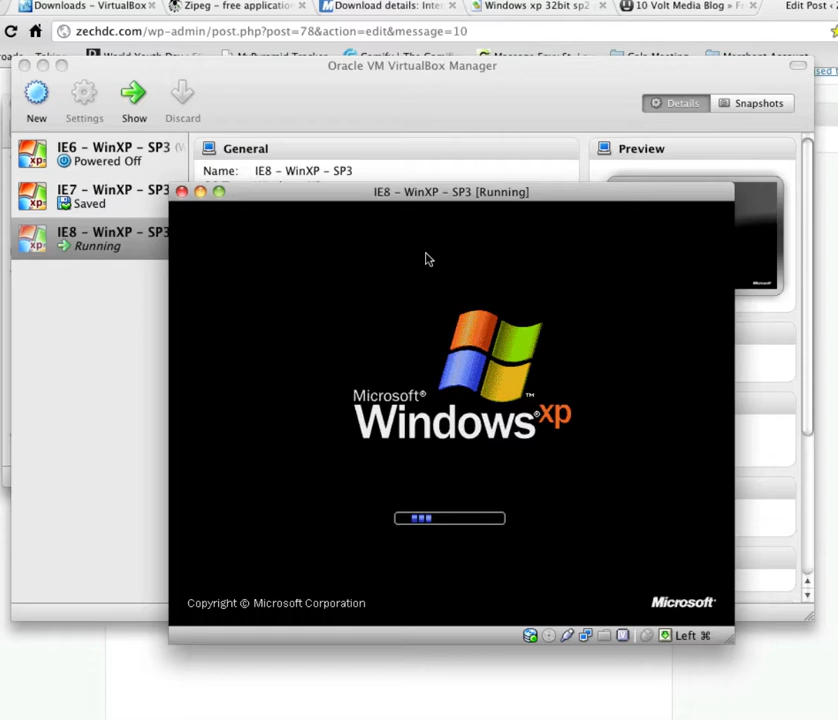 Downloads – VirtualBox
Zipeg – free application
Download details: Inter
Windows xp 32bit sp2
10 Volt Media Blog »
Edit Post ‹
zechdc.com/wp-admin/post.php?post=78&action=edit&message=10
Oracle VM VirtualBox Manager
New
Settings
Show
Discard
Details
Snapshots
IE6 – WinXP – SP3
Powered Off
IE7 – WinXP – SP3
Saved
IE8 – WinXP – SP3
Running
General
Name: IE8 – WinXP – SP3
Preview
IE8 – WinXP – SP3 [Running]
Microsoft®
Windows® xp ™
Copyright © Microsoft Corporation
Microsoft®
Left ⌘